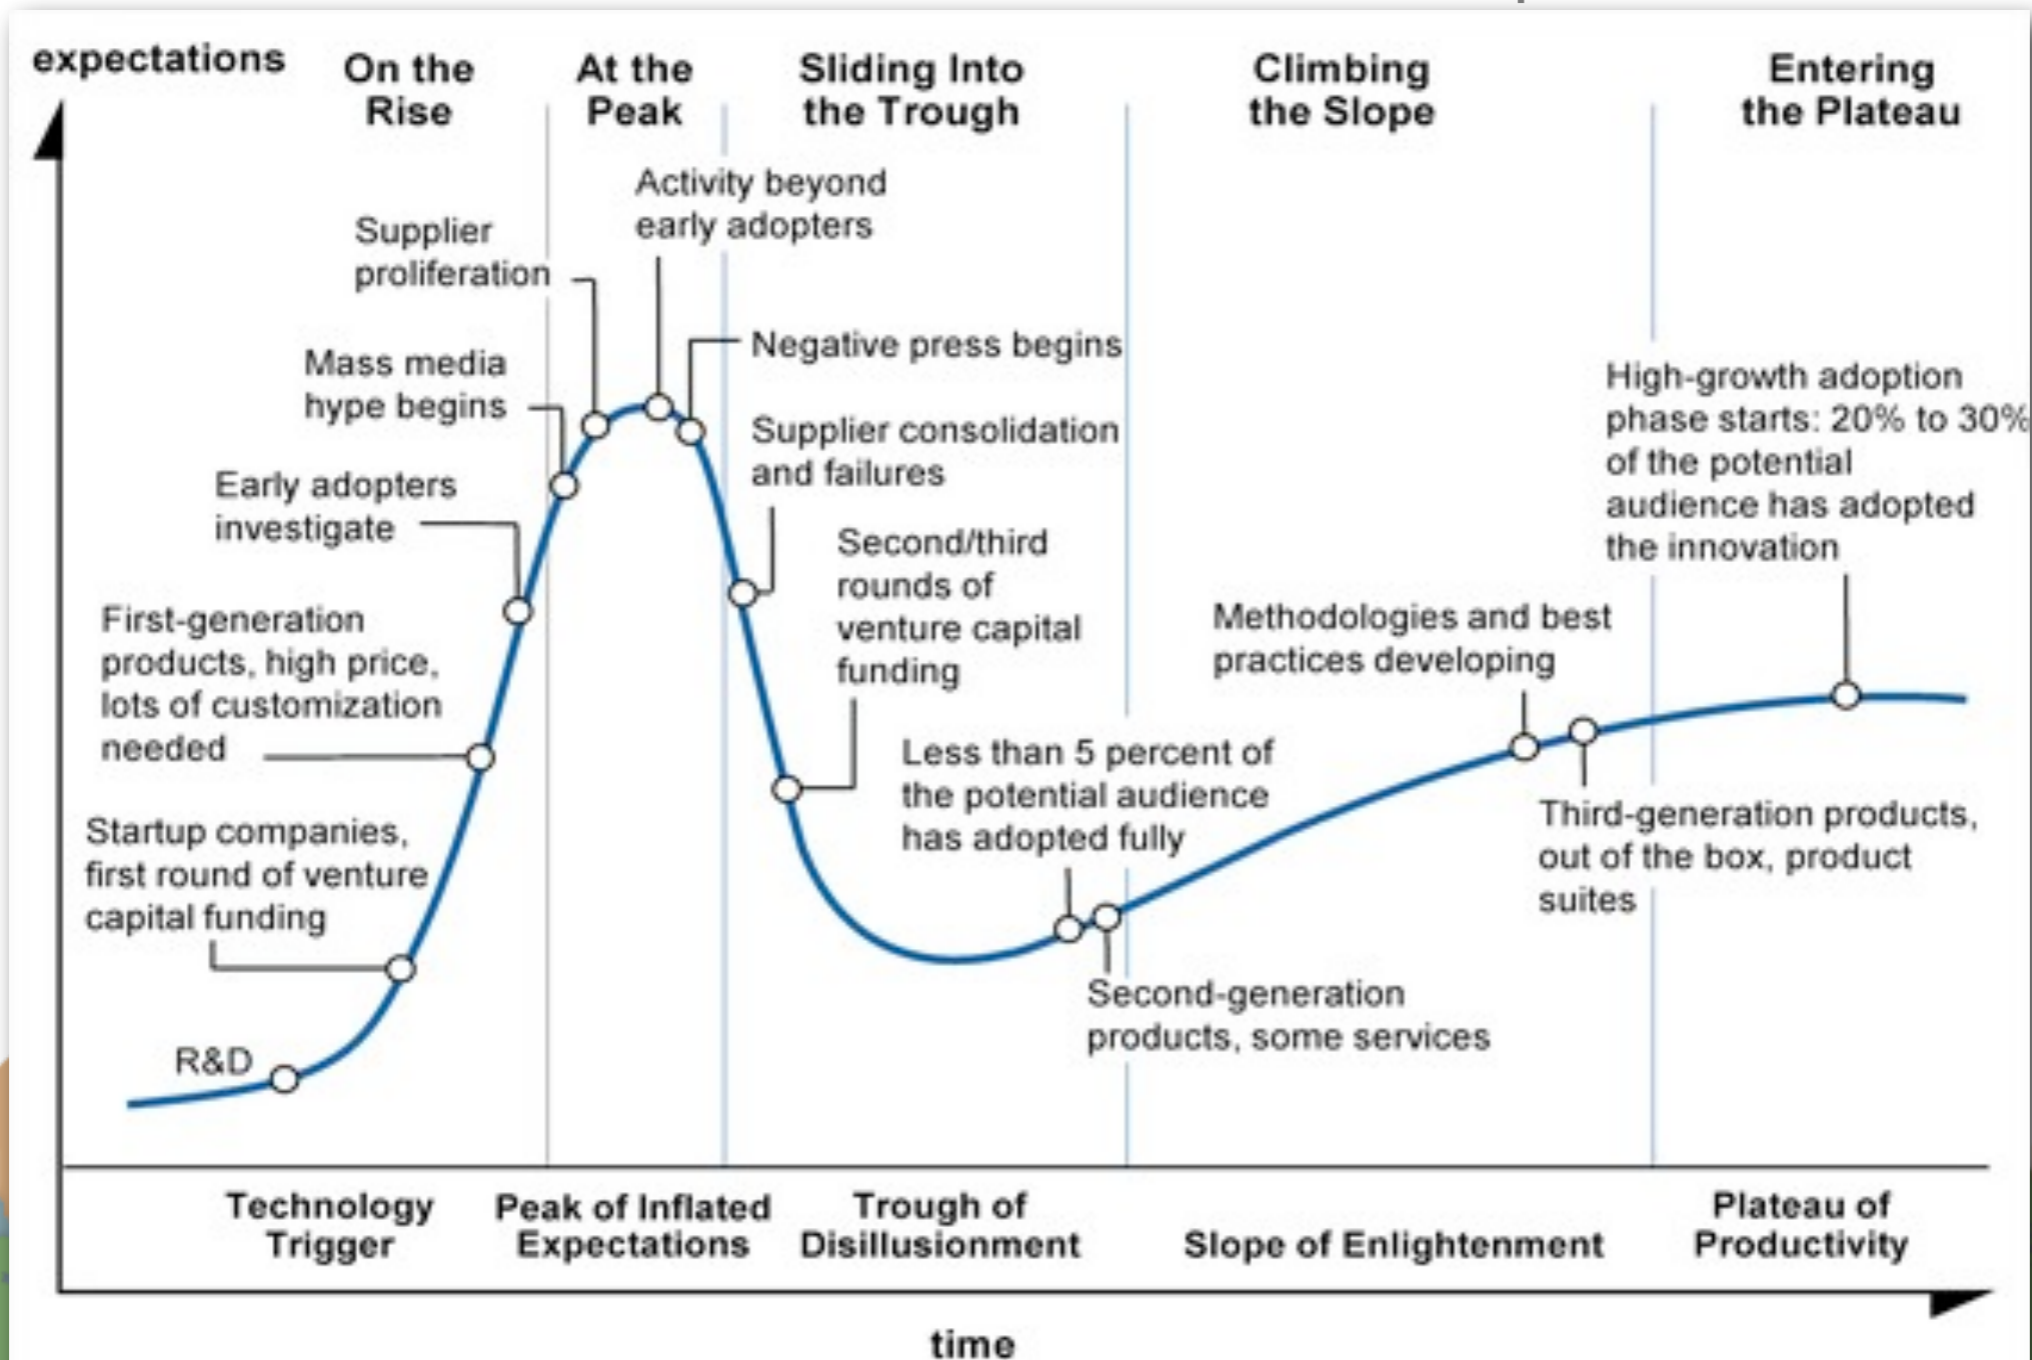 expectations
On the
Rise
At the
Peak
Sliding Into
the Trough
Climbing
the Slope
Entering
the Plateau
Activity beyond
early adopters
Supplier
proliferation
Negative press begins
Mass media
hype begins
Supplier consolidation
and failures
Early adopters
investigate
Second/third
rounds of
venture capital
funding
First-generation
products, high price,
lots of customization
needed
Startup companies,
first round of venture
capital funding
R&D
Less than 5 percent of
the potential audience
has adopted fully
Second-generation
products, some services
Methodologies and best
practices developing
Third-generation products,
out of the box, product
suites
High-growth adoption
phase starts: 20% to 30%
of the potential
audience has adopted
the innovation
Technology
Trigger
Peak of Inflated
Expectations
Trough of
Disillusionment
Slope of Enlightenment
Plateau of
Productivity
time